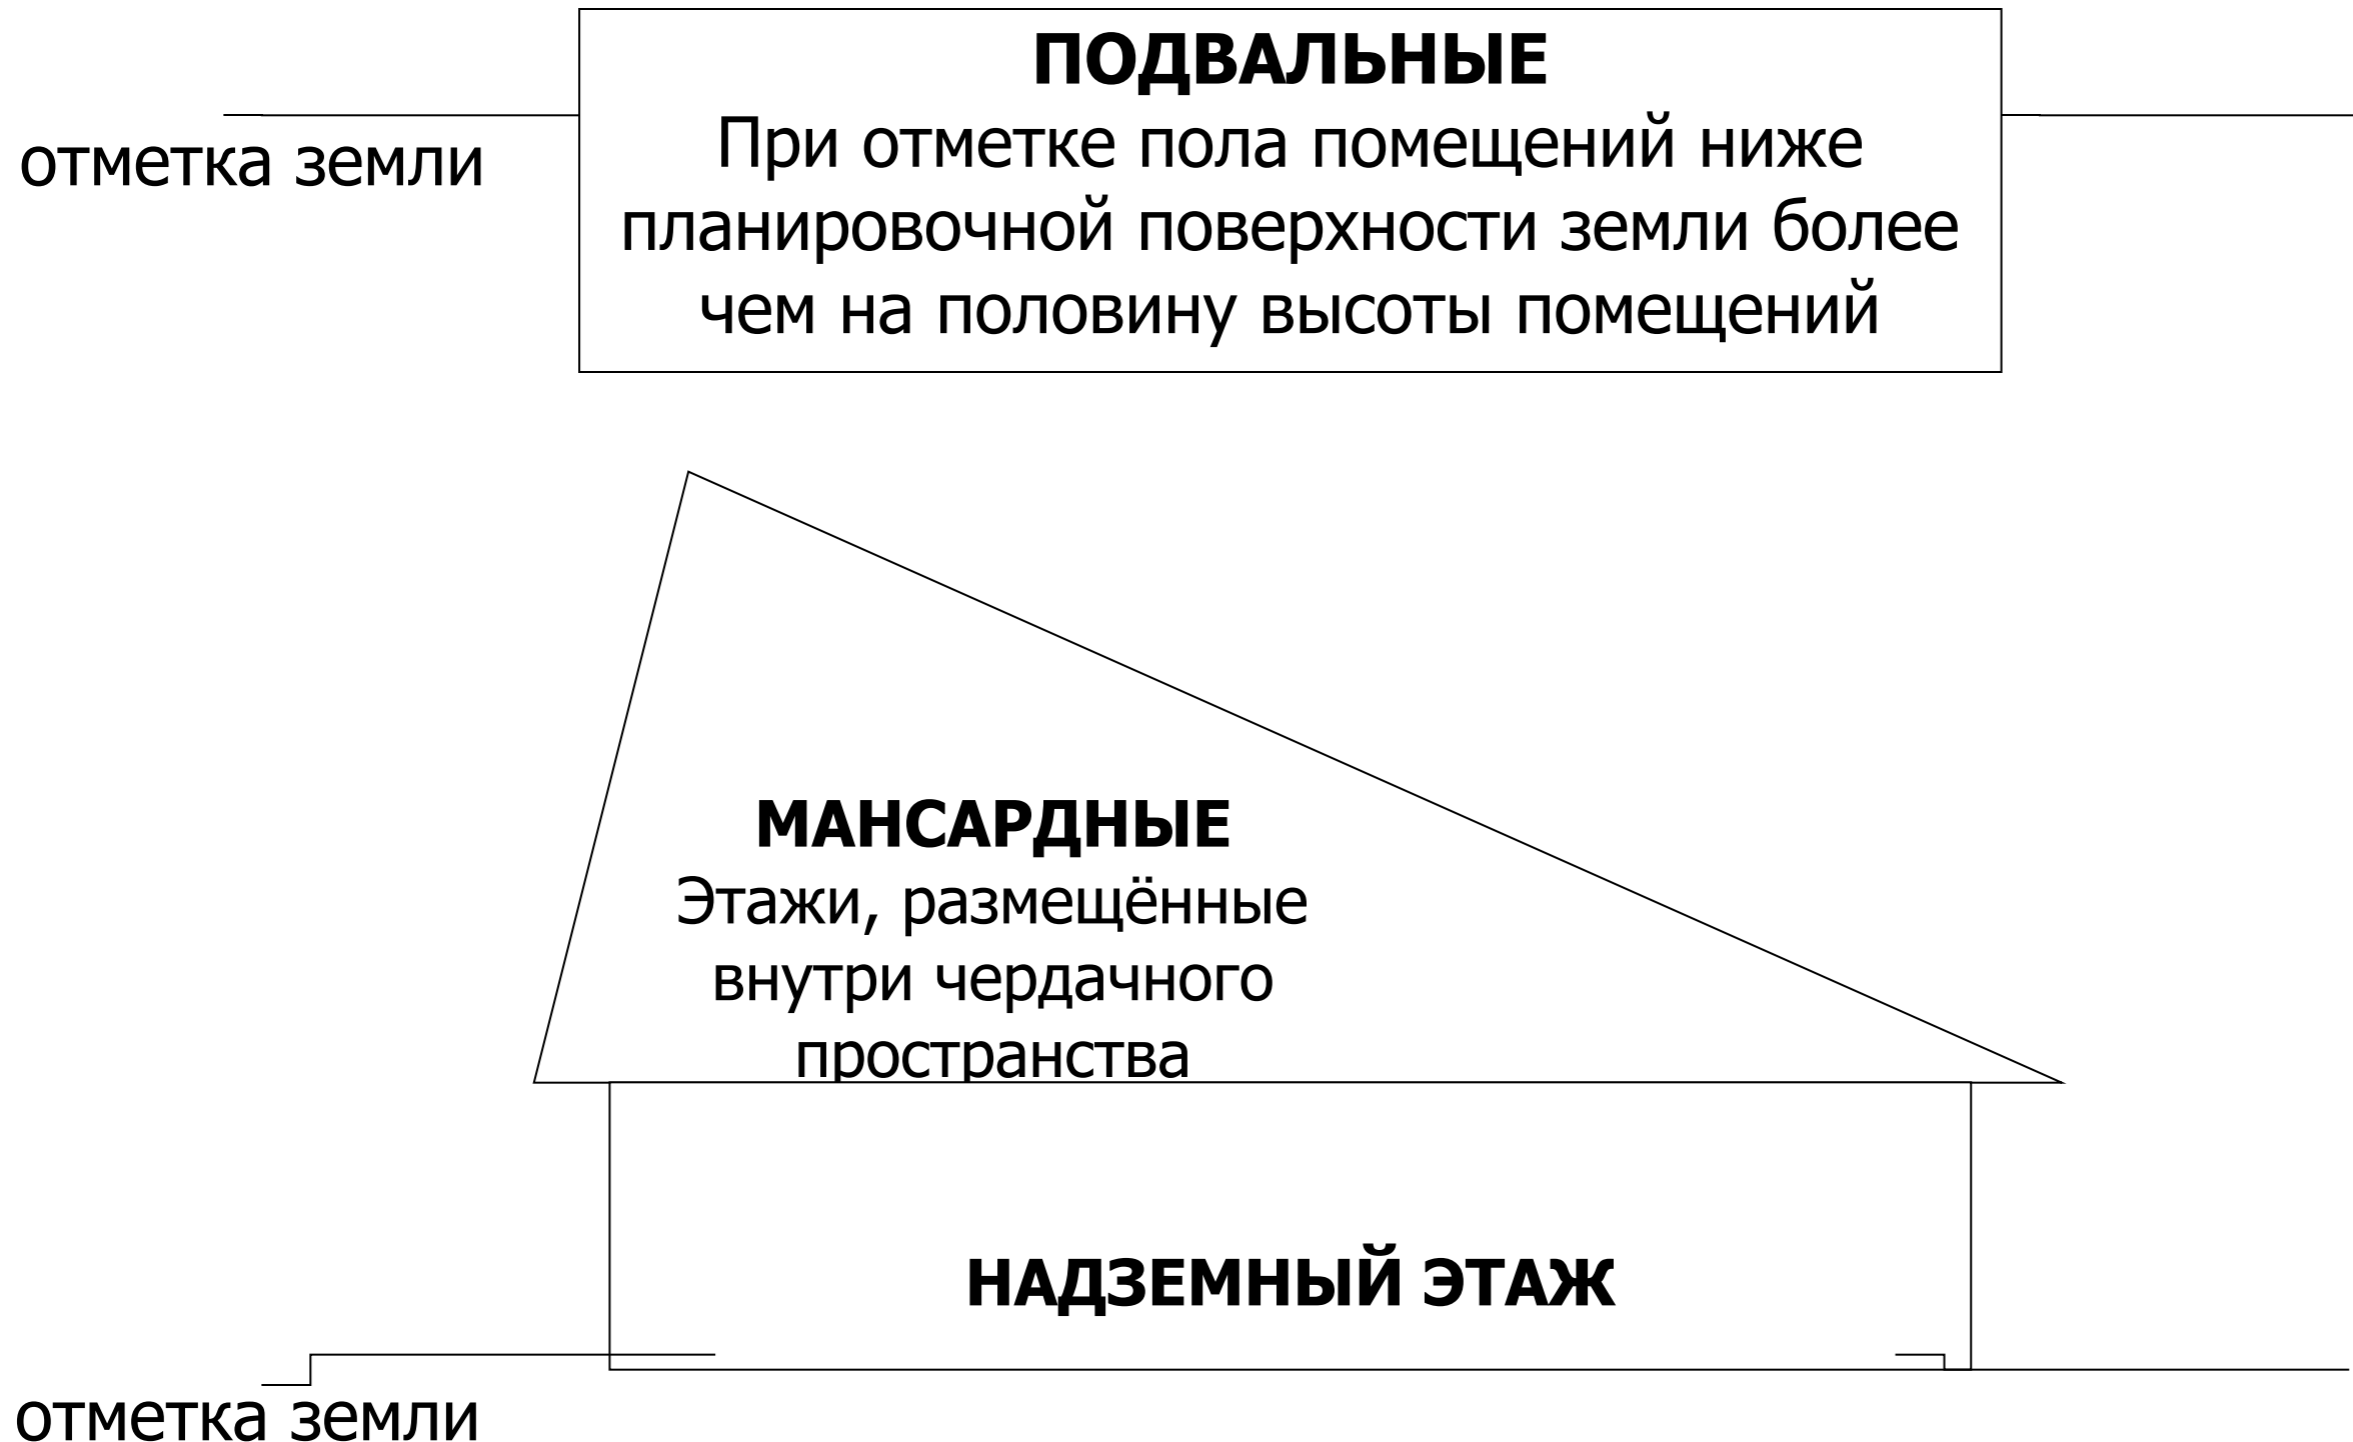 ПОДВАЛЬНЫЕ
При отметке пола помещений ниже
планировочной поверхности земли более
чем на половину высоты помещений
отметка земли
МАНСАРДНЫЕ
Этажи, размещённые
внутри чердачного
пространства
НАДЗЕМНЫЙ ЭТАЖ
отметка земли